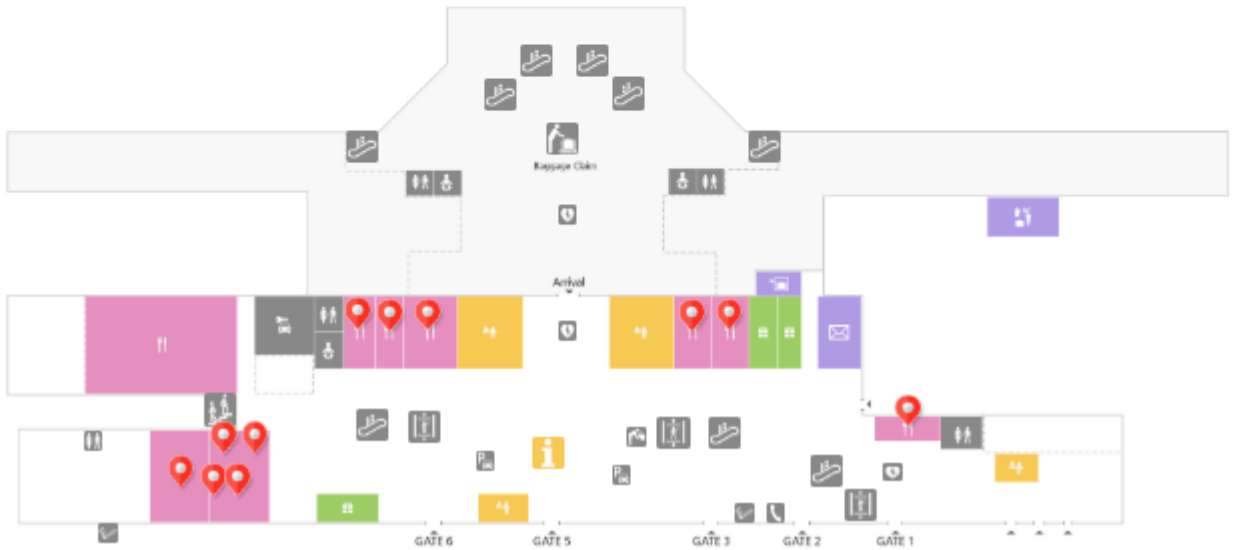 Baggage Claim
Arrival
P
P
i
GATE 6
GATE 5
GATE 3
GATE 2
GATE 1